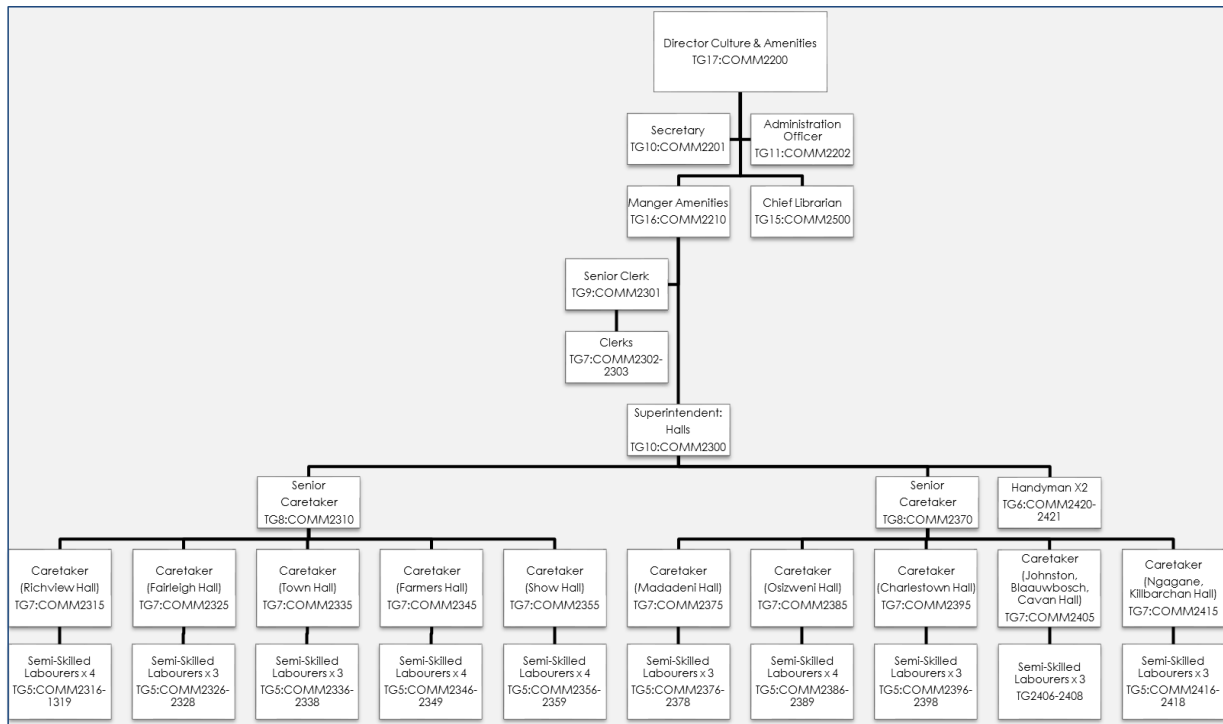 Director Culture & Amenities
TG17:COMM2200
Secretary
TG10:COMM2201
Administration
Officer
TG11:COMM2202
Manger Amenities
TG16:COMM2210
Chief Librarian
TG15:COMM2500
Senior Clerk
TG9:COMM2301
Clerks
TG7:COMM2302-
2303
Superintendent:
Halls
TG10:COMM2300
Senior
Caretaker
TG8:COMM2310
Senior
Caretaker
TG8:COMM2370
Handyman X2
TG6:COMM2420-
2421
Caretaker
(Richview Hall)
TG7:COMM2315
Caretaker
(Fairleigh Hall)
TG7:COMM2325
Caretaker
(Town Hall)
TG7:COMM2335
Caretaker
(Farmers Hall)
TG7:COMM2345
Caretaker
(Show Hall)
TG7:COMM2355
Caretaker
(Madadeni Hall)
TG7:COMM2375
Caretaker
(Osizweni Hall)
TG7:COMM2385
Caretaker
(Charlestown Hall)
TG7:COMM2395
Caretaker
(Johnston,
Blaauwbosch,
Cavan Hall)
TG7:COMM2405
Caretaker
(Ngagane,
Killbarchan Hall)
TG7:COMM2415
Semi-Skilled
Labourers x 4
TG5:COMM2316-
1319
Semi-Skilled
Labourers x 3
TG5:COMM2326-
2328
Semi-Skilled
Labourers x 3
TG5:COMM2336-
2338
Semi-Skilled
Labourers x 4
TG5:COMM2346-
2349
Semi-Skilled
Labourers x 4
TG5:COMM2356-
2359
Semi-Skilled
Labourers x 3
TG5:COMM2376-
2378
Semi-Skilled
Labourers x 4
TG5:COMM2386-
2389
Semi-Skilled
Labourers x 3
TG5:COMM2396-
2398
Semi-Skilled
Labourers x 3
TG2406-2408
Semi-Skilled
Labourers x 3
TG5:COMM2416-
2418